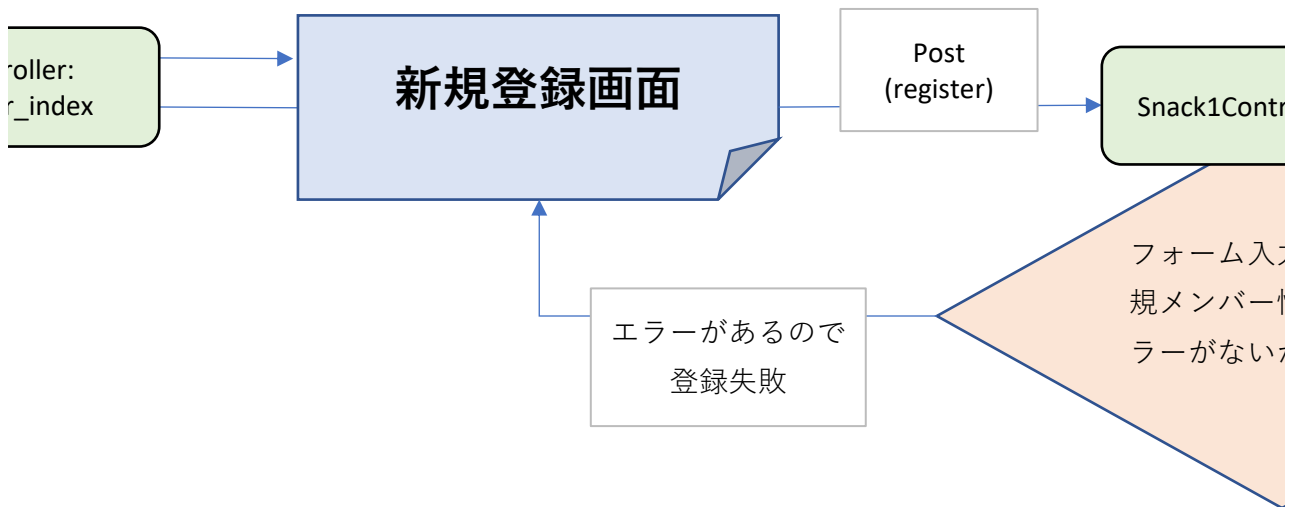 roller:
r_index
新規登録画面
Post
(register)
Snack1Contr
フォーム入
規メンバー
ラーがない
エラーがあるので
登録失敗